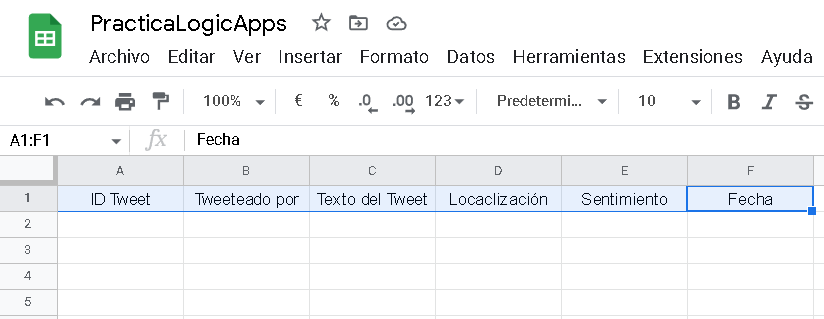 PracticaLogicApps
Archivo Editar Ver Insertar Formato Datos Herramientas Extensiones Ayuda
100% € % .0 .00 123 Predetermi... 10 B I S
A1:F1 fx Fecha
A B C D E F
1 ID Tweet Tweeteado por Texto del Tweet Locaclización Sentimiento Fecha
2
3
4
5